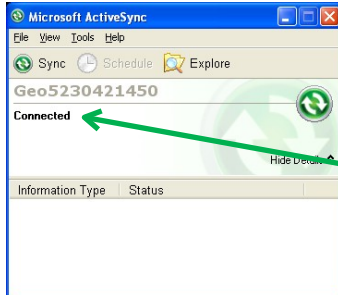 Microsoft ActiveSync
File View Tools Help
Sync Schedule Explore
Geo5230421450
Connected
Hide Details
Information Type Status